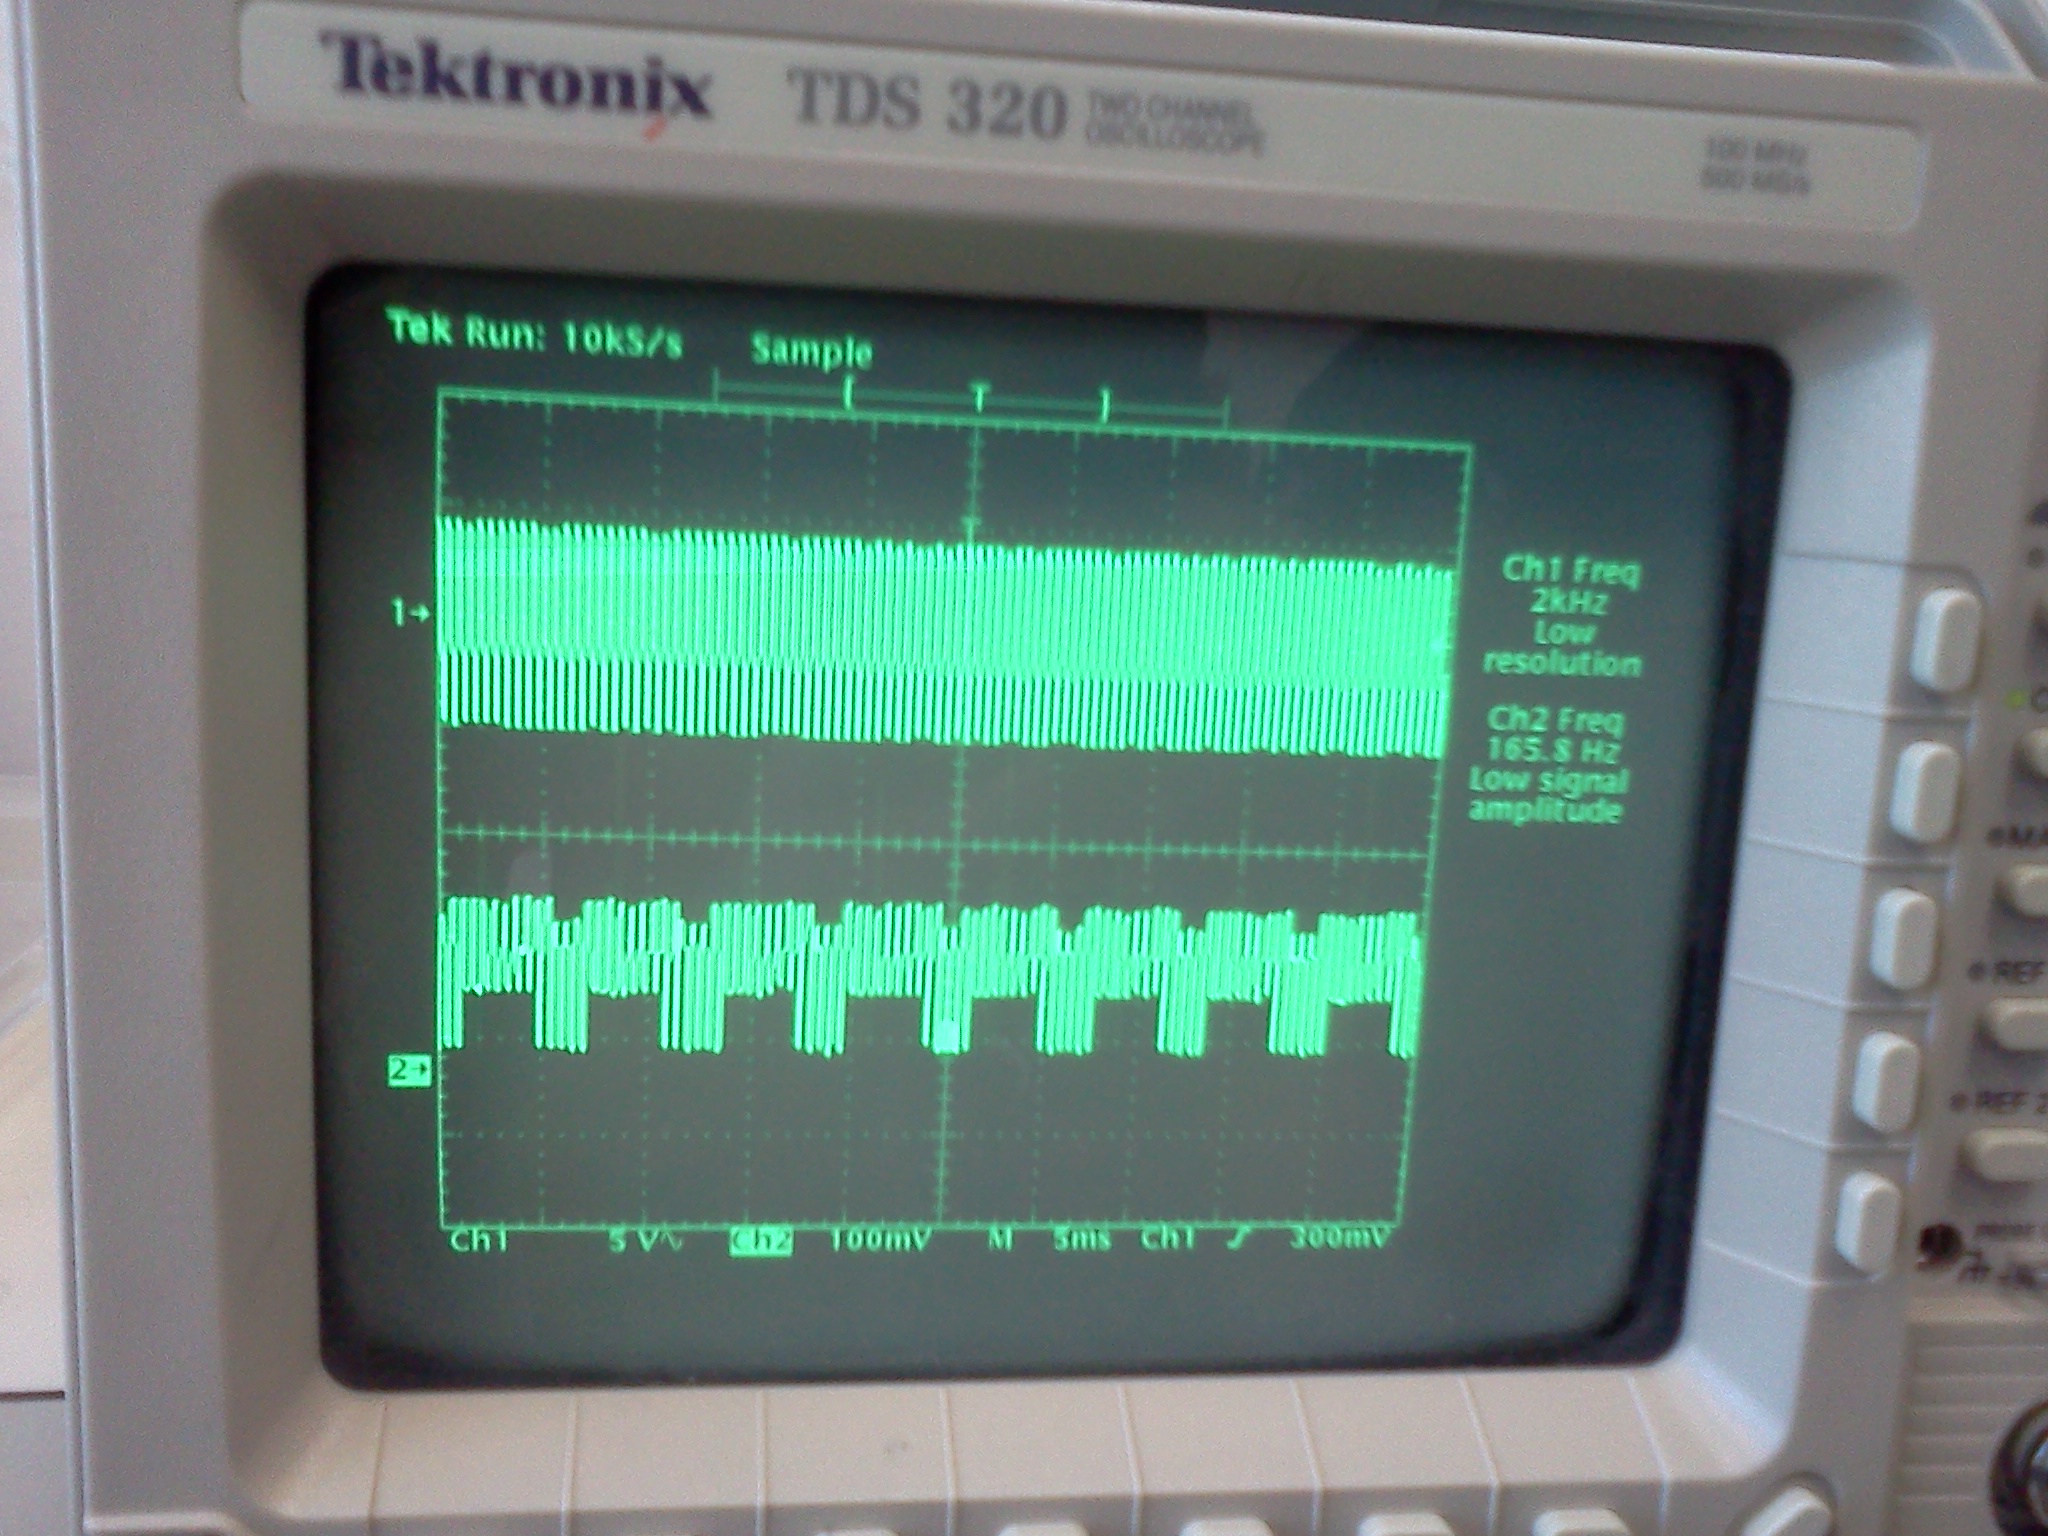 Tektronix TDS 320 TWO CHANNEL
OSCILLOSCOPE
100 MHz
500 MS/s
Tek Run: 10kS/s Sample
T
Ch1 Freq
2kHz
Low
resolution
1→
Ch2 Freq
165.8 Hz
Low signal
amplitude
2→
Ch1 5 V Ch2 100mV M 5ms Ch1 300mV
MA
REF
REF 2